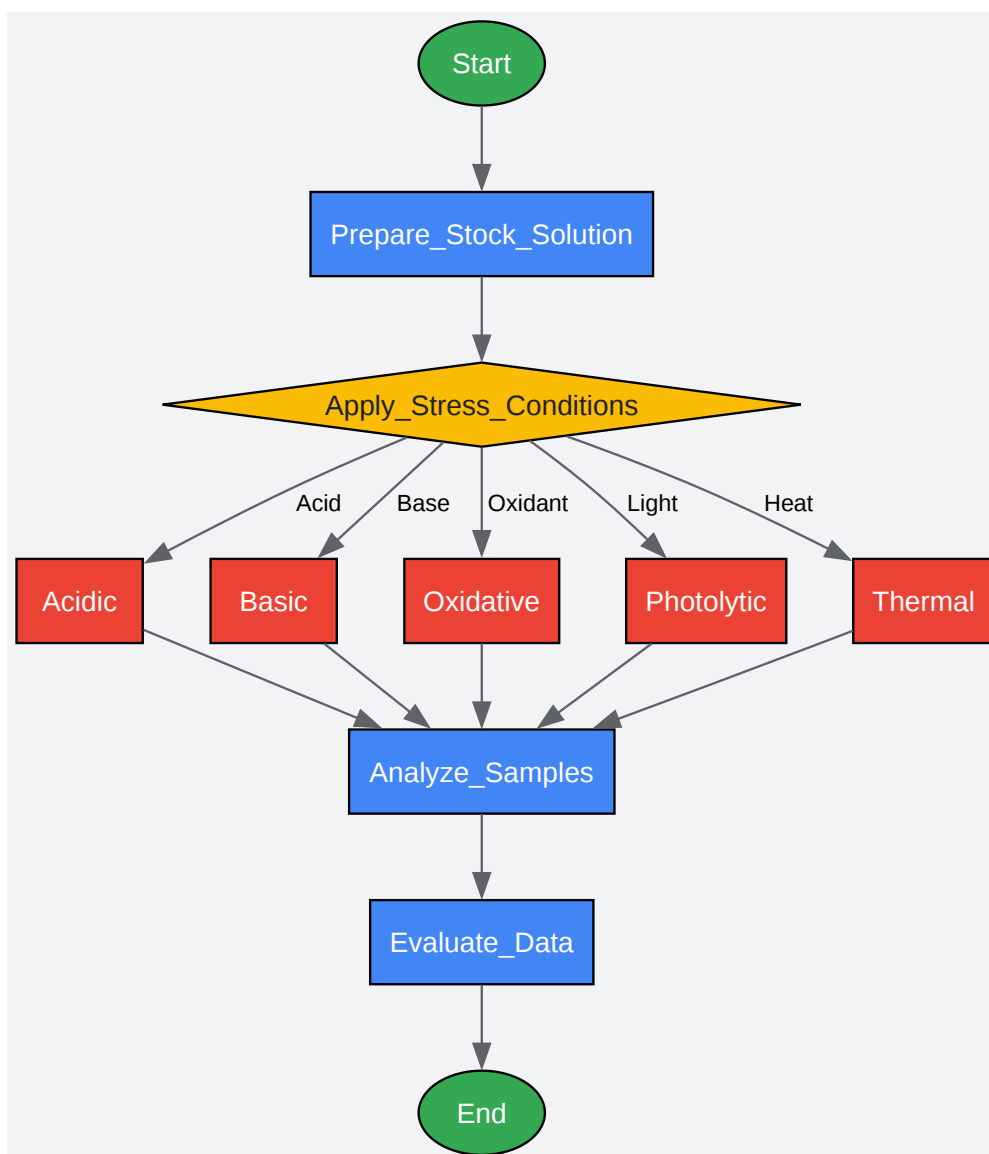 Start
Prepare_Stock_Solution
Apply_Stress_Conditions
Acid
Base
Oxidant
Light
Heat
Acidic
Basic
Oxidative
Photolytic
Thermal
Analyze_Samples
Evaluate_Data
End